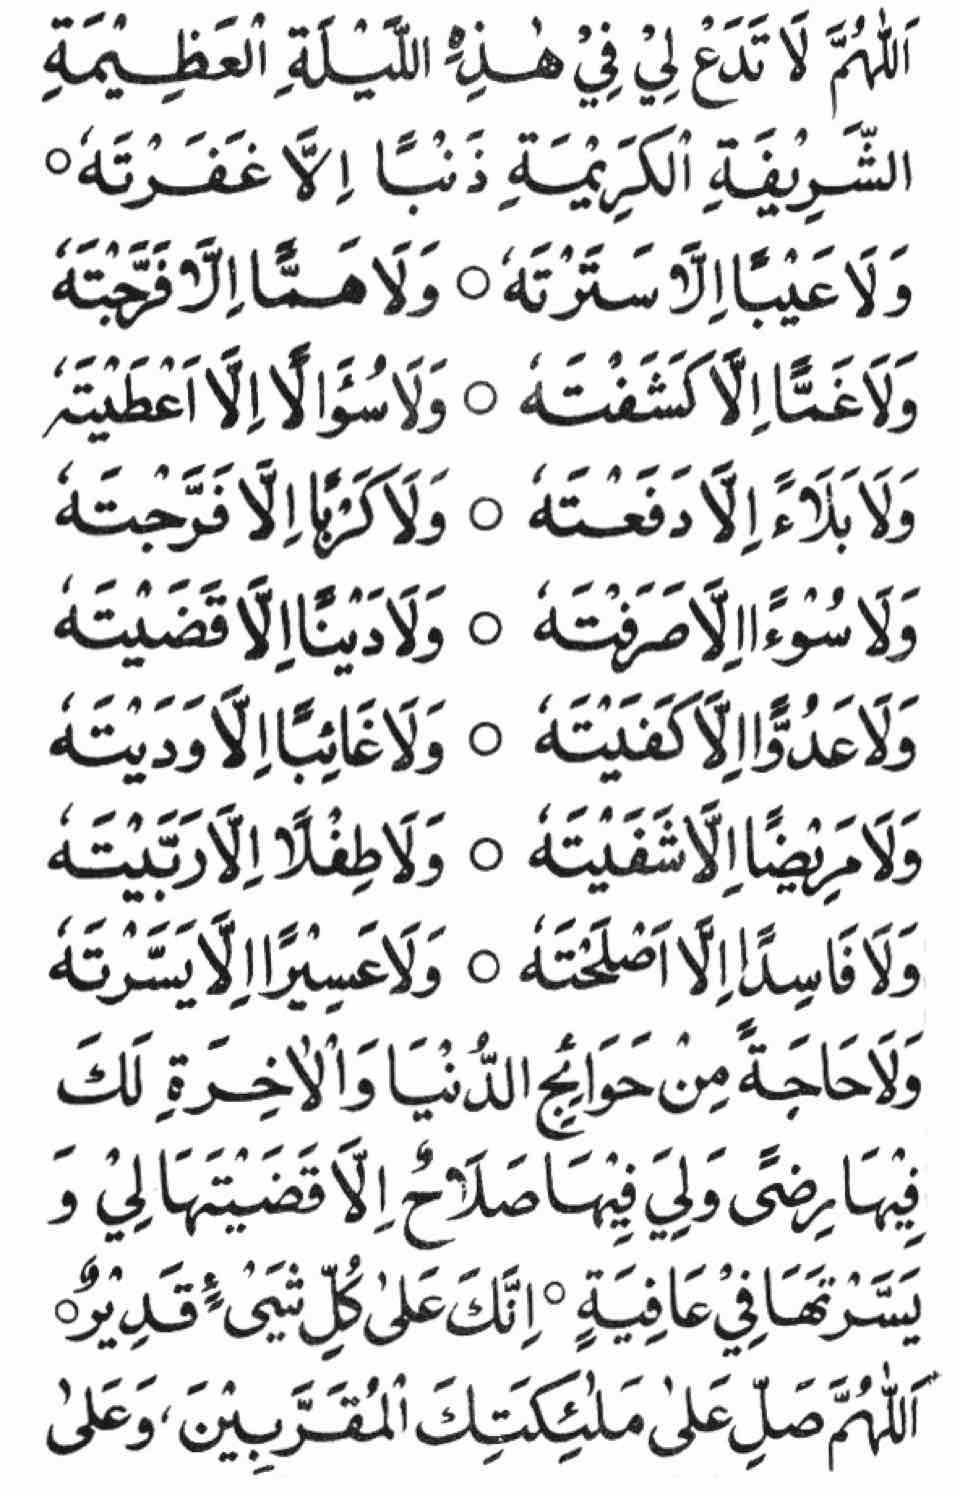 اَللّٰهُمَّ لَا تَدَعْ لِيْ فِيْ هٰذِهِ اللَّيْلَةِ الْعَظِيْمَةِ
الشَّرِيْفَةِ الْكَرِيْمَةِ ذَنْبًا اِلَّا غَفَرْتَهٗ ○
وَلَا عَيْبًا اِلَّا سَتَرْتَهٗ ○ وَلَا هَمًّا اِلَّا فَرَّجْتَهٗ
وَلَا غَمًّا اِلَّا كَشَفْتَهٗ ○ وَلَا سُؤَالًا اِلَّا اَعْطَيْتَهٗ
وَلَا بَلَاءً اِلَّا دَفَعْتَهٗ ○ وَلَا كَرْبًا اِلَّا فَرَّجْتَهٗ
وَلَا سُوْءًا اِلَّا صَرَفْتَهٗ ○ وَلَا دَيْنًا اِلَّا قَضَيْتَهٗ
وَلَا عَدُوًّا اِلَّا كَفَيْتَهٗ ○ وَلَا غَائِبًا اِلَّا وَدَيْتَهٗ
وَلَا مَرِيْضًا اِلَّا شَفَيْتَهٗ ○ وَلَا طِفْلًا اِلَّا رَبَّيْتَهٗ
وَلَا فَاسِدًا اِلَّا اَصْلَحْتَهٗ ○ وَلَا عَسِيْرًا اِلَّا يَسَّرْتَهٗ
وَلَا حَاجَةً مِنْ حَوَائِجِ الدُّنْيَا وَالْاٰخِرَةِ لَكَ
فِيْهَا رِضًى وَلِيَ فِيْهَا صَلَاحٌ اِلَّا قَضَيْتَهَا لِيْ وَ
يَسَّرْتَهَا فِيْ عَافِيَةٍ ○ اِنَّكَ عَلٰى كُلِّ شَيْءٍ قَدِيْرٌ ○
اَللّٰهُمَّ صَلِّ عَلٰى مَلٰئِكَتِكَ الْمُقَرَّبِيْنَ، وَعَلٰى